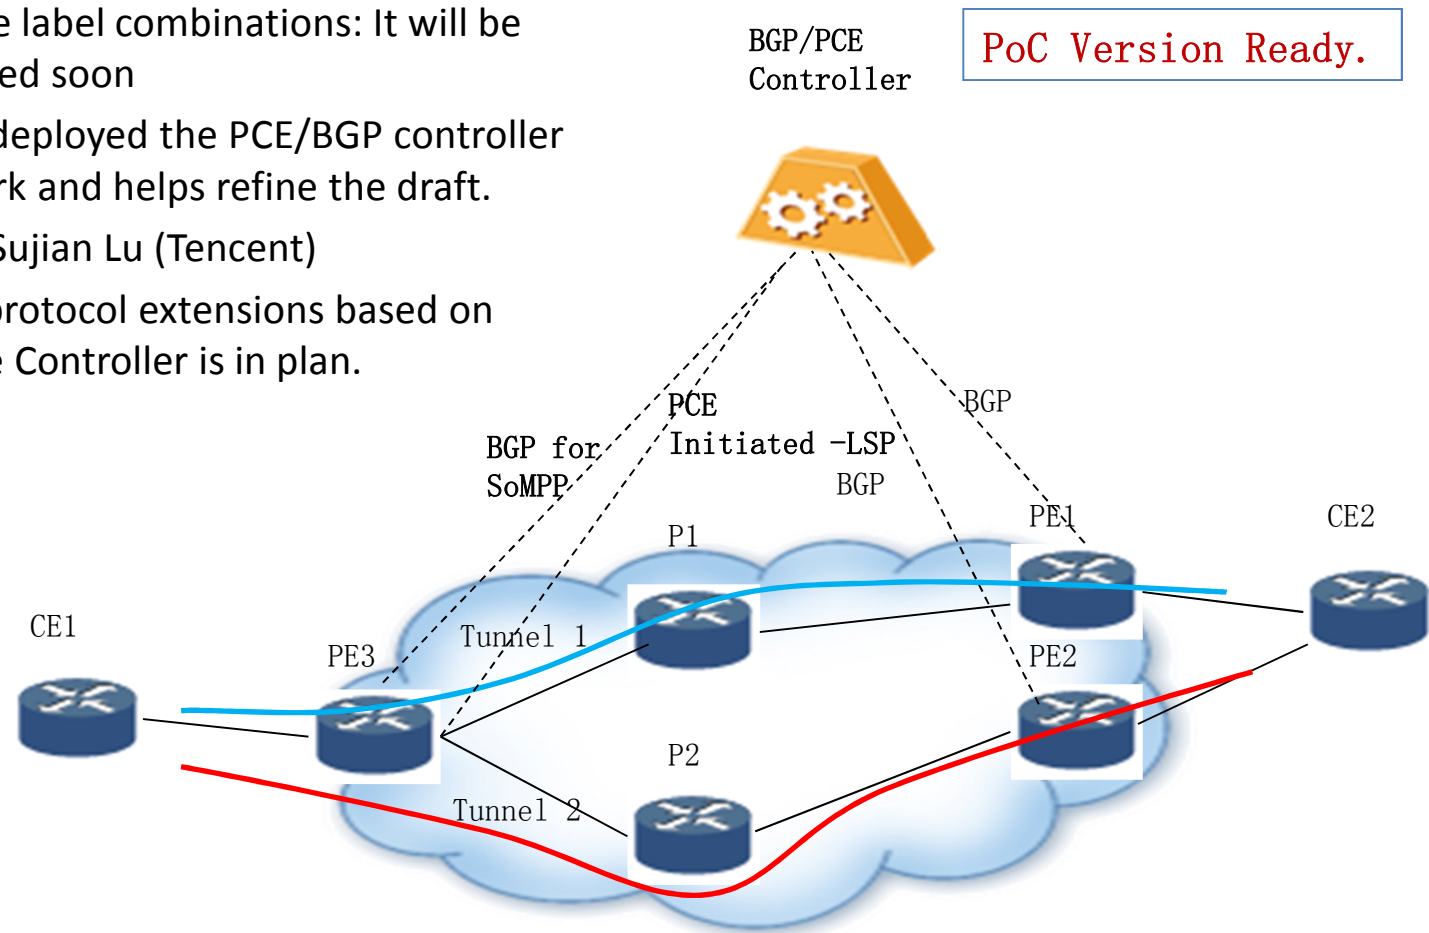 e label combinations: It will be
ed soon
deployed the PCE/BGP controller
rk and helps refine the draft.
Sujian Lu (Tencent)
protocol extensions based on
e Controller is in plan.
BGP/PCE
Controller
PoC Version Ready.
BGP for
SoMPP
PCE
Initiated -LSP
BGP
BGP
P1
PE1
CE2
CE1
PE3
Tunnel 1
PE2
P2
Tunnel 2